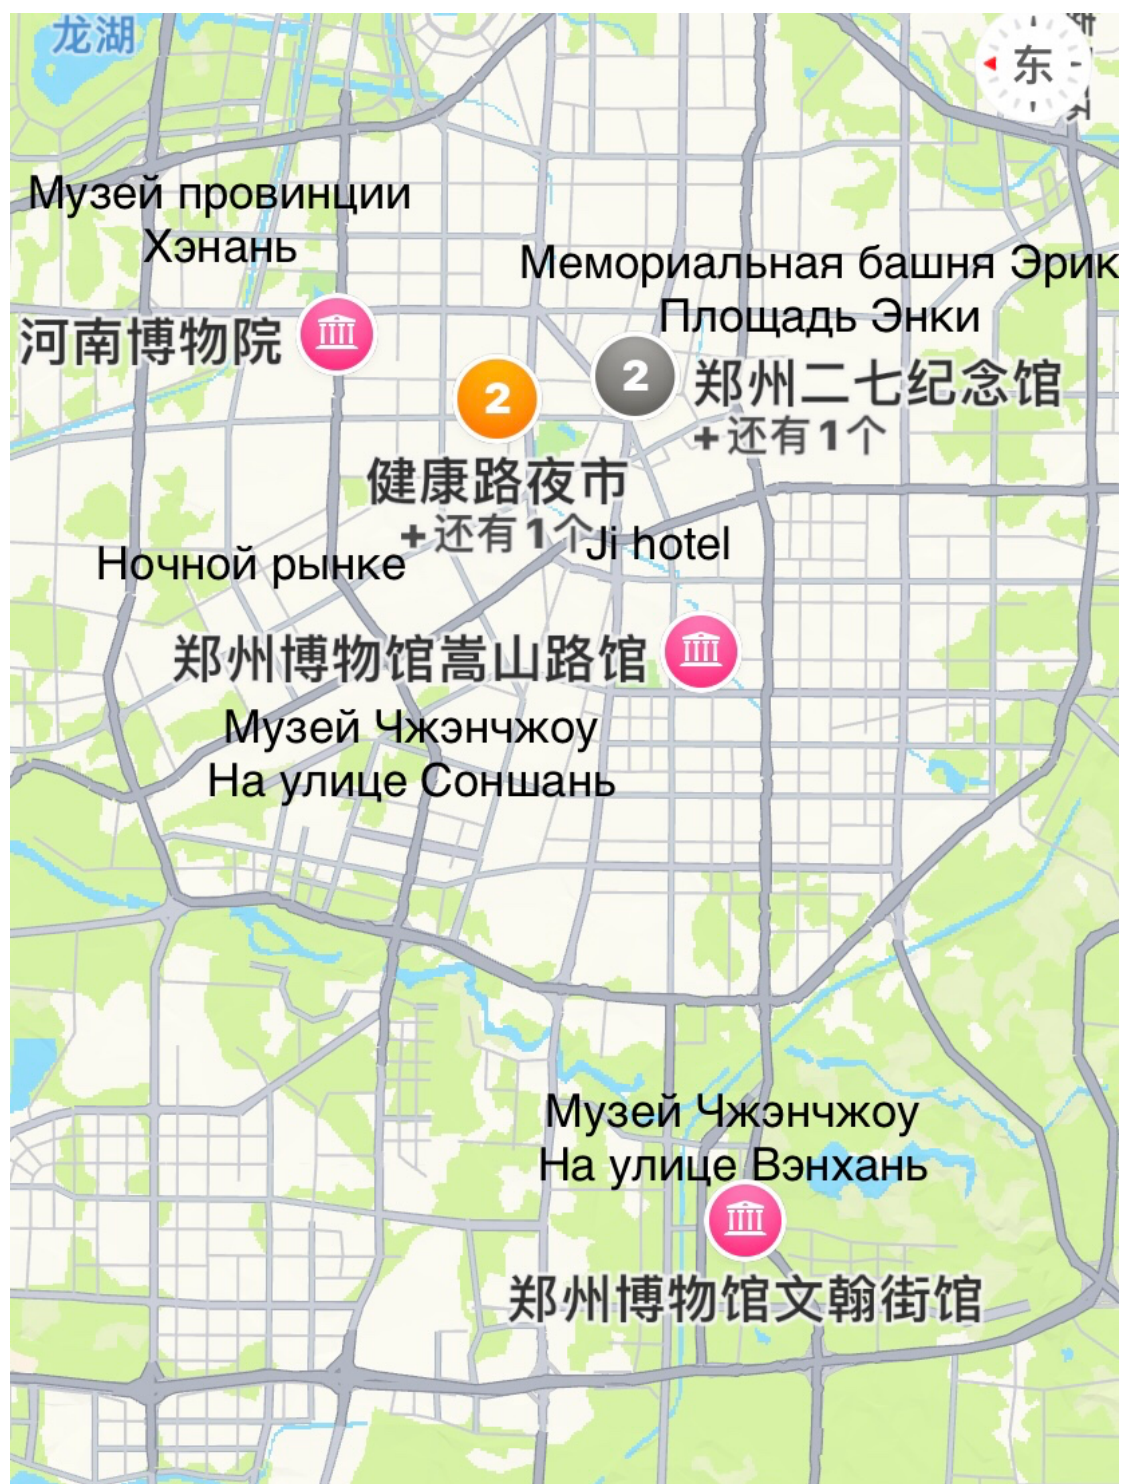 龙湖
东
Музей провинции
Хэнань
Мемориальная башня Эрик
Площадь Энки
河南博物院
2
2
郑州二七纪念馆
+还有1个
健康路夜市
+还有1个
Ji hotel
Ночной рынке
郑州博物馆嵩山路馆
Музей Чжэнчжоу
На улице Соншань
Музей Чжэнчжоу
На улице Вэнхань
郑州博物馆文翰街馆